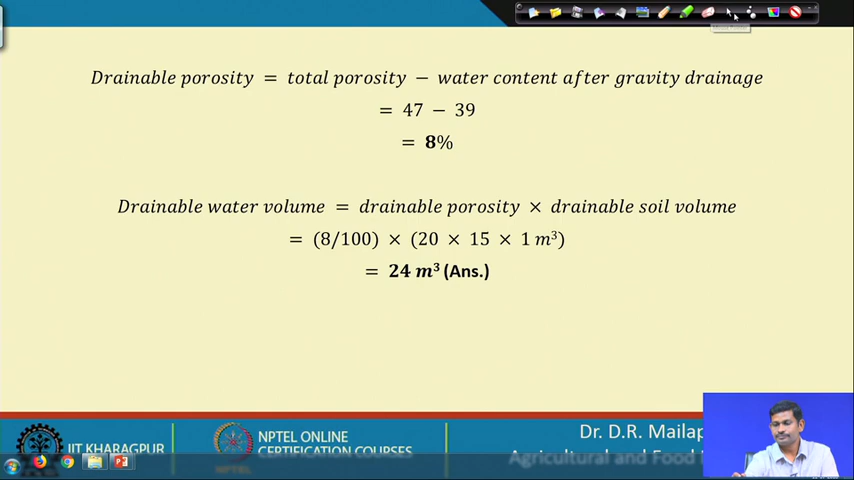 Drainable porosity = total porosity − water content after gravity drainage
= 47 − 39
= 8%
Drainable water volume = drainable porosity × drainable soil volume
= (8/100) × (20 × 15 × 1 m³)
= 24 m³ (Ans.)
IIT KHARAGPUR
NPTEL ONLINE
CERTIFICATION COURSES
Dr. D.R. Mailap
Agricultural and Food